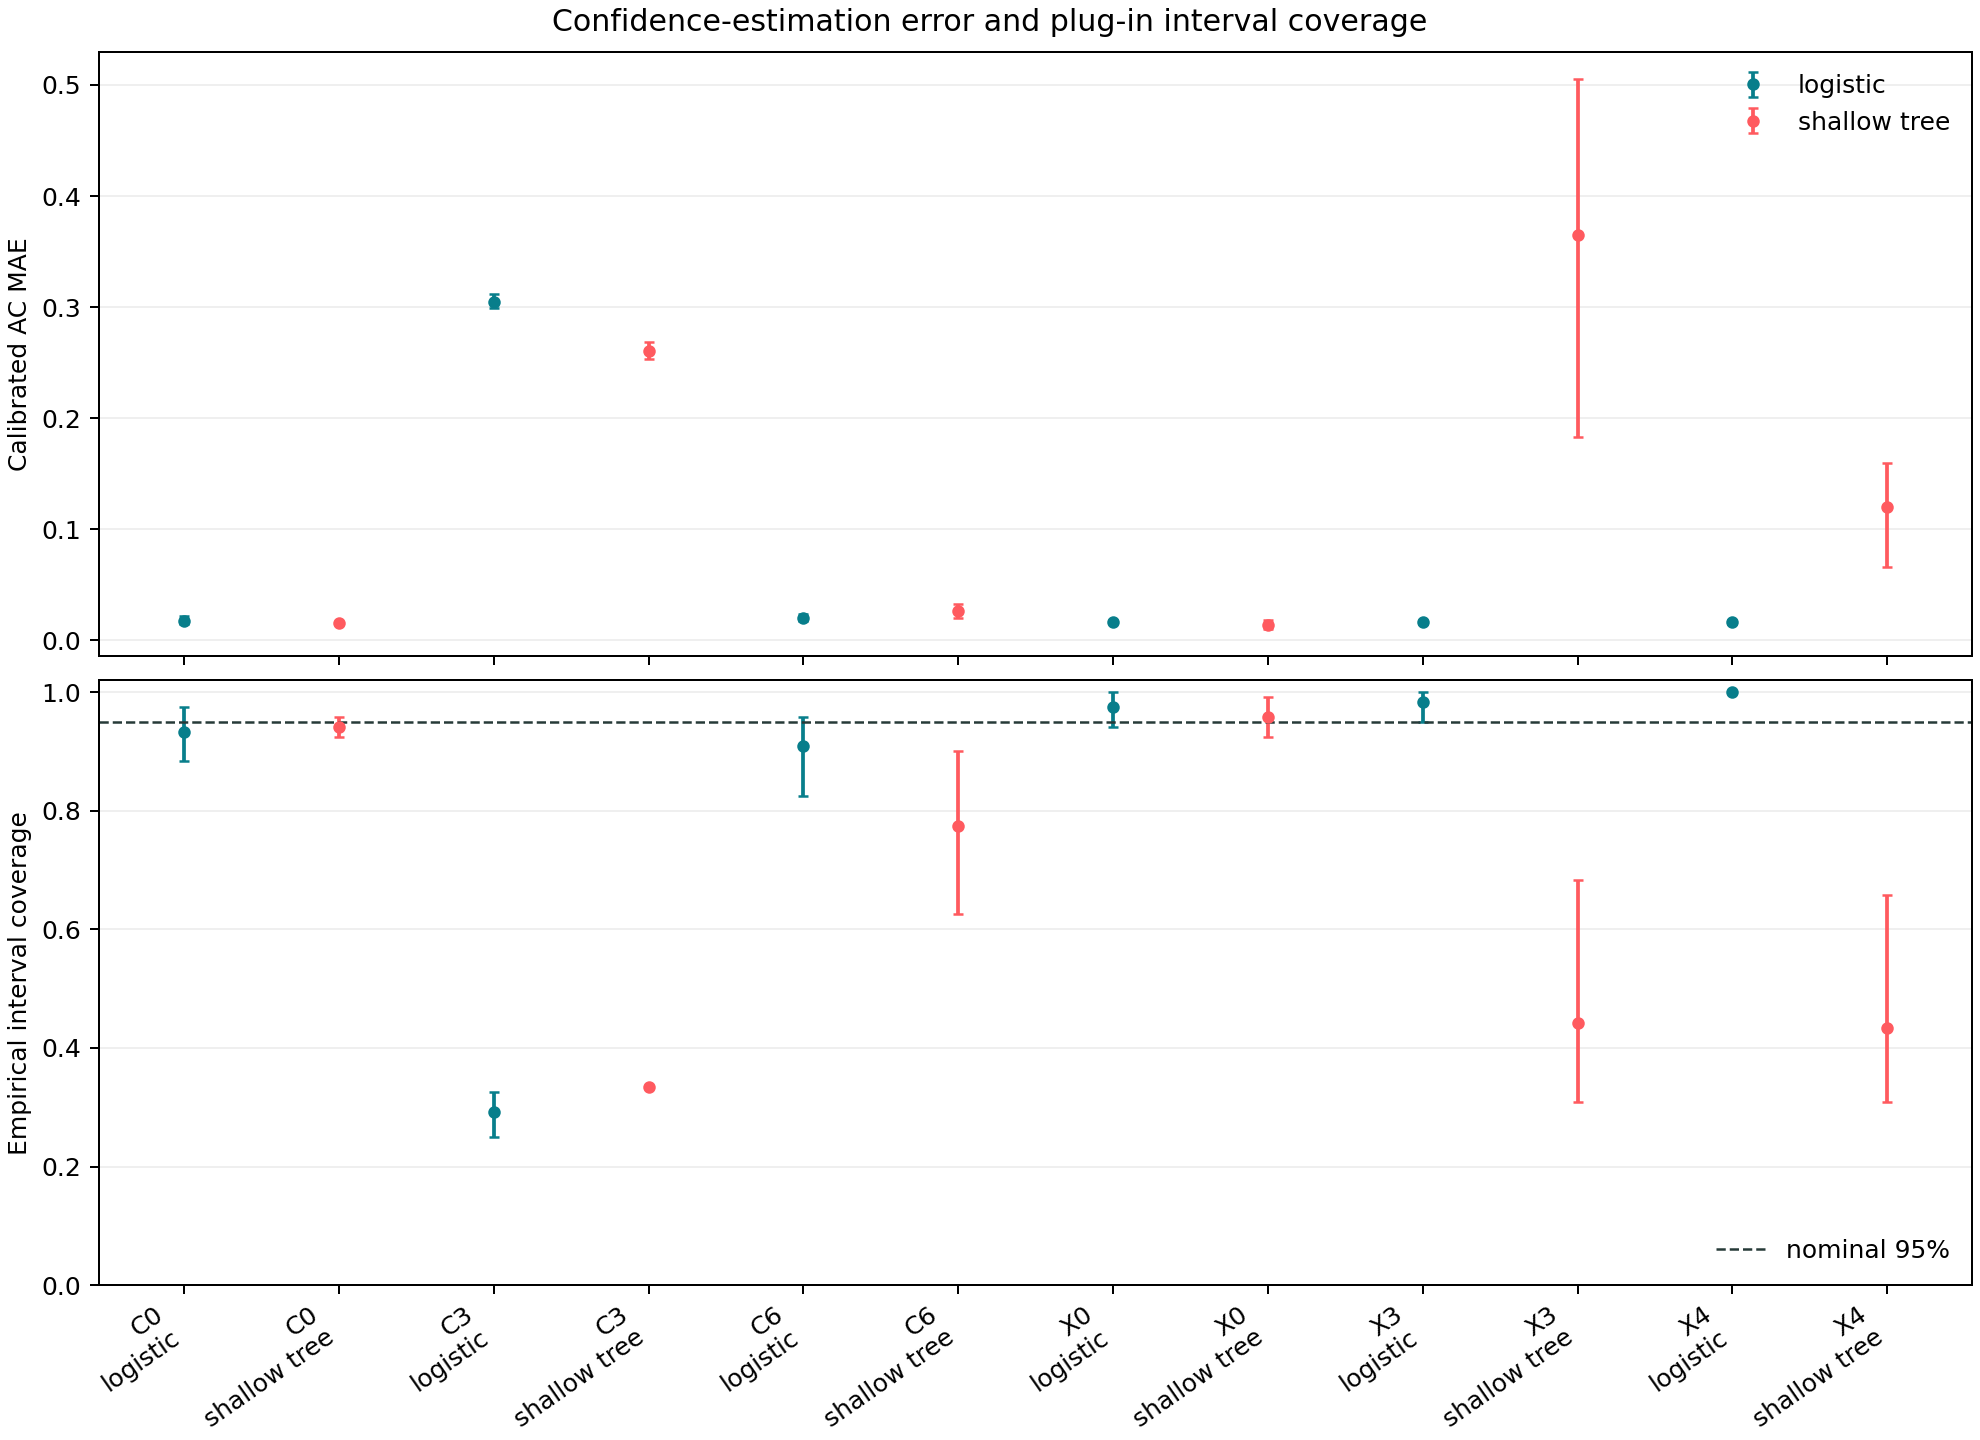 Confidence-estimation error and plug-in interval coverage
Calibrated AC MAE
0.5
0.4
0.3
0.2
0.1
0.0
logistic
shallow tree
Empirical interval coverage
1.0
0.8
0.6
0.4
0.2
0.0
nominal 95%
C0
logistic
C0
shallow tree
C3
logistic
C3
shallow tree
C6
logistic
C6
shallow tree
X0
logistic
X0
shallow tree
X3
logistic
X3
shallow tree
X4
logistic
X4
shallow tree